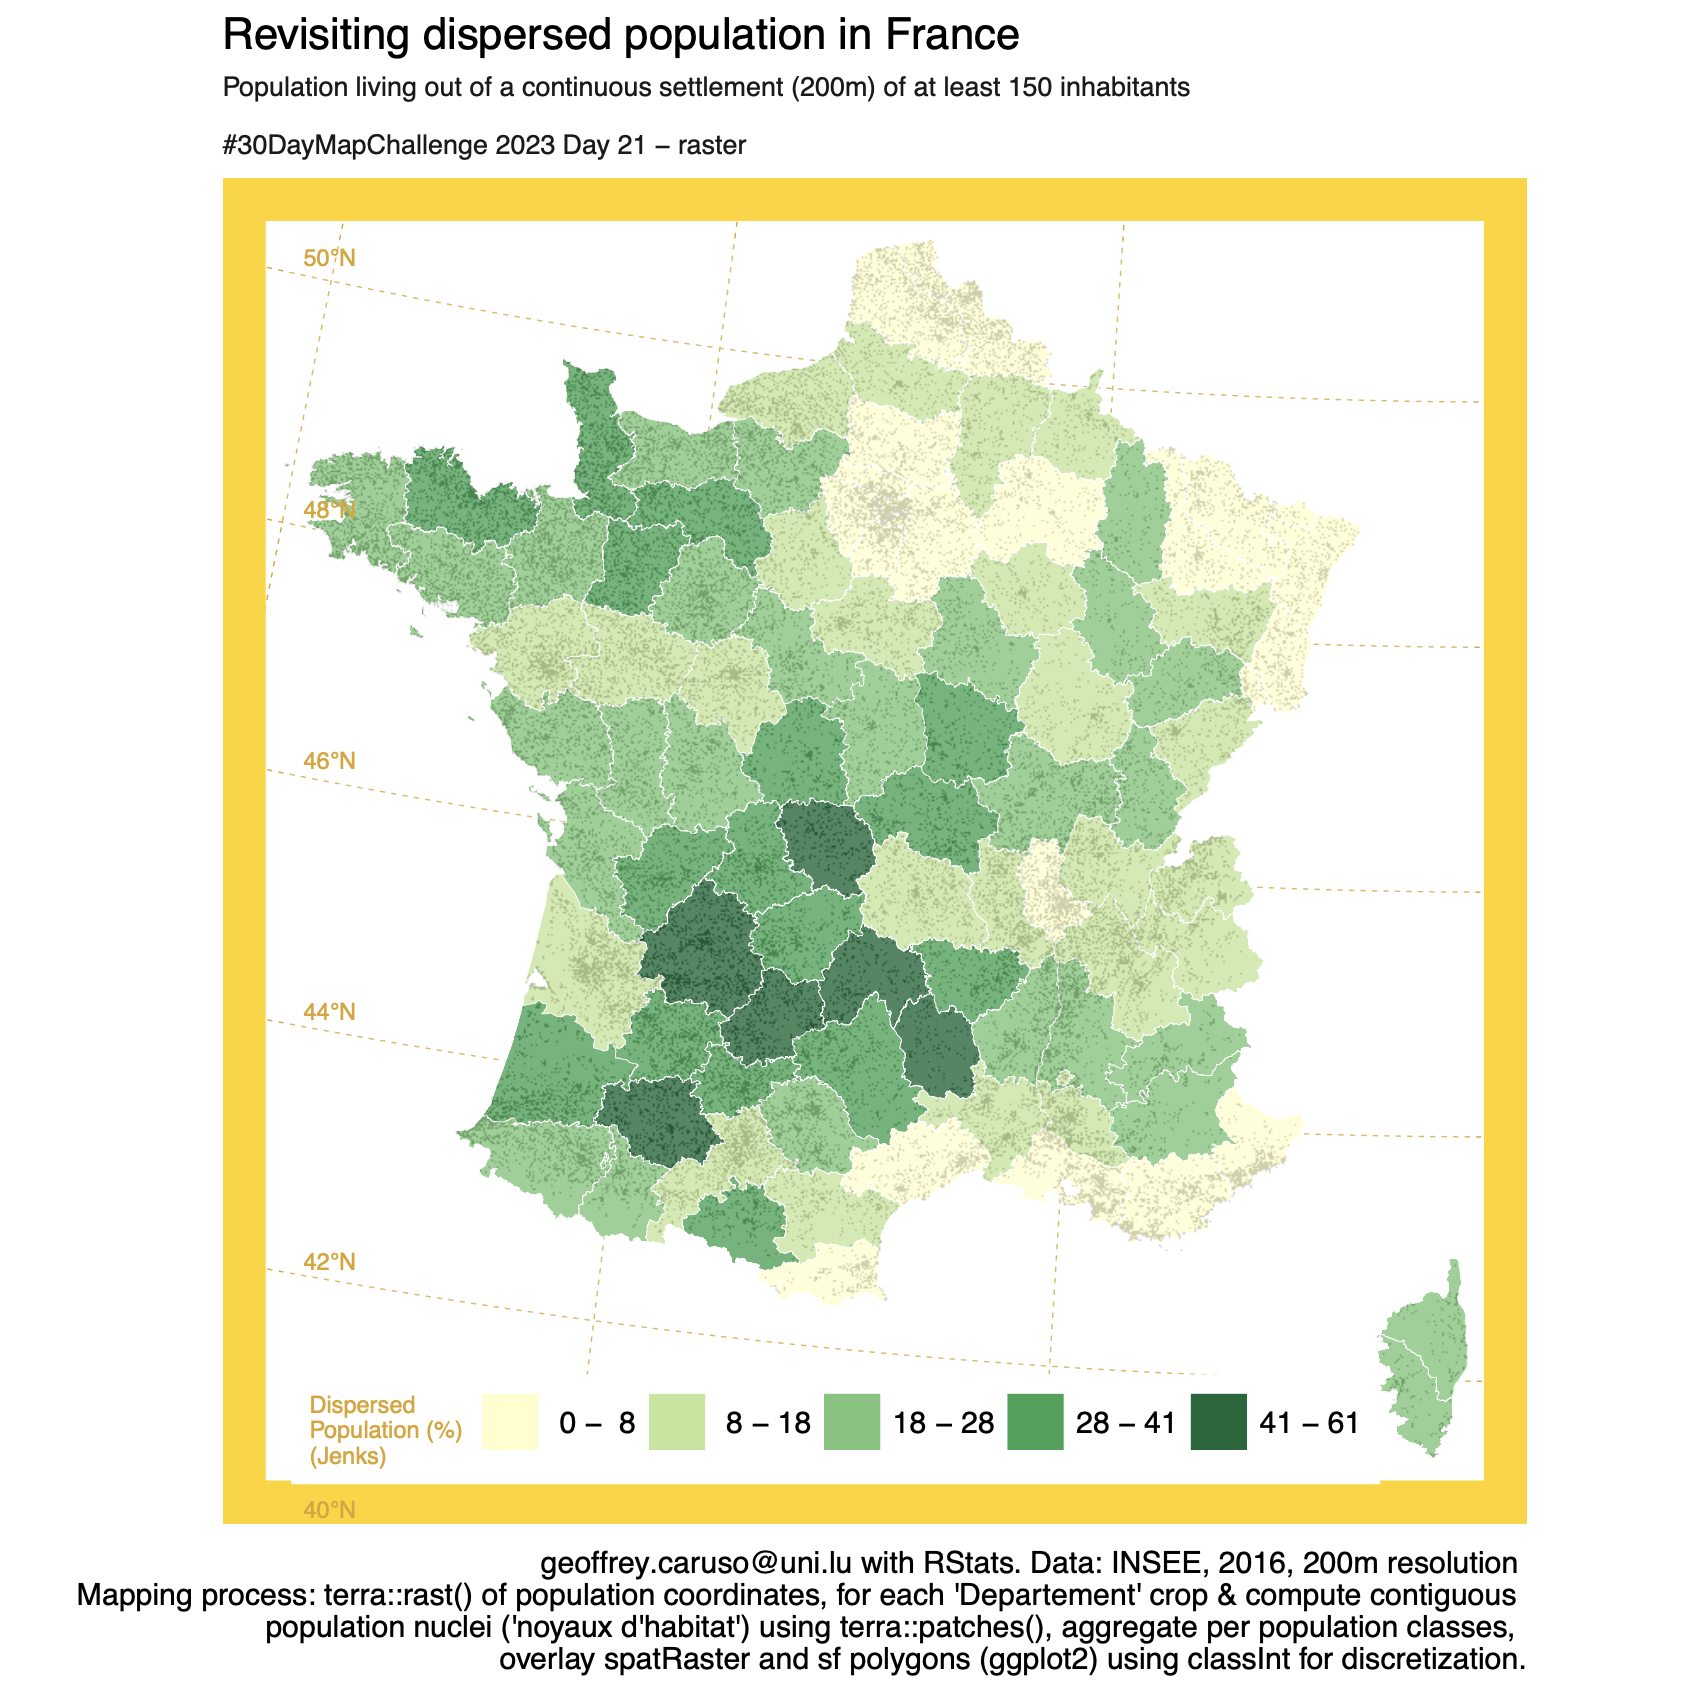 Revisiting dispersed population in France
Population living out of a continuous settlement (200m) of at least 150 inhabitants
#30DayMapChallenge 2023 Day 21 – raster
50°N
48°N
46°N
44°N
42°N
Dispersed
Population (%)
(Jenks)
0 – 8
8 – 18
18 – 28
28 – 41
41 – 61
40°N
geoffrey.caruso@uni.lu with RStats. Data: INSEE, 2016, 200m resolution
Mapping process: terra::rast() of population coordinates, for each 'Departement' crop & compute contiguous
population nuclei ('noyaux d'habitat') using terra::patches(), aggregate per population classes,
overlay spatRaster and sf polygons (ggplot2) using classInt for discretization.